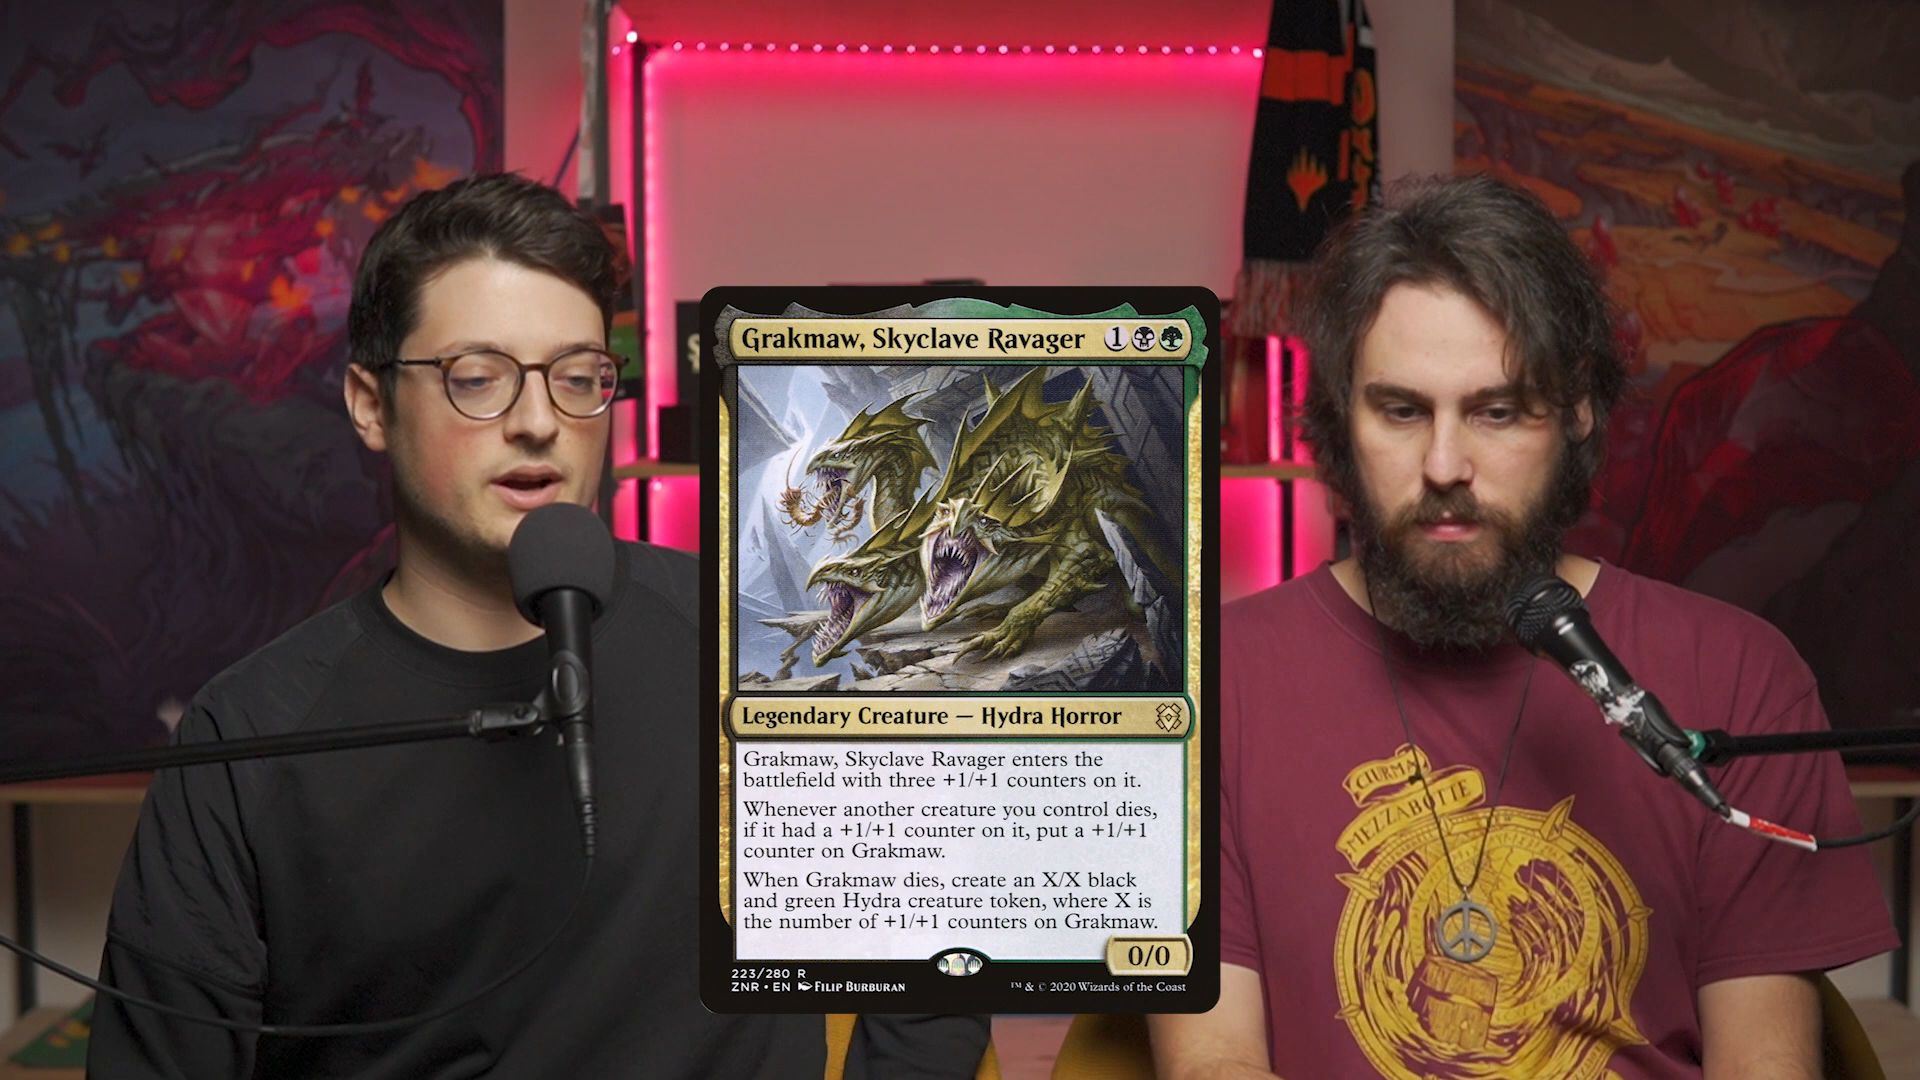 Grakmaw, Skyclave Ravager 1
Legendary Creature — Hydra Horror
Grakmaw, Skyclave Ravager enters the
battlefield with three +1/+1 counters on it.
Whenever another creature you control dies,
if it had a +1/+1 counter on it, put a +1/+1
counter on Grakmaw.
When Grakmaw dies, create an X/X black
and green Hydra creature token, where X is
the number of +1/+1 counters on Grakmaw.
0/0
223/280 R
ZNR • EN Filip Burburan
™ & © 2020 Wizards of the Coast
CIURMA
MEZZABOTTE